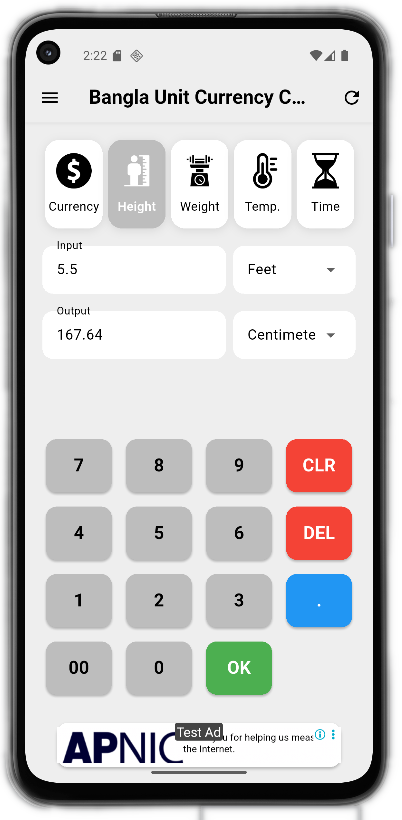 2:22
Bangla Unit Currency C...
Currency
Height
Weight
Temp.
Time
Input
5.5
Feet
Output
167.64
Centimete
7 8 9 CLR
4 5 6 DEL
1 2 3 .
00 0 OK
Test Ad
APNIC
u for helping us meas
the Internet.